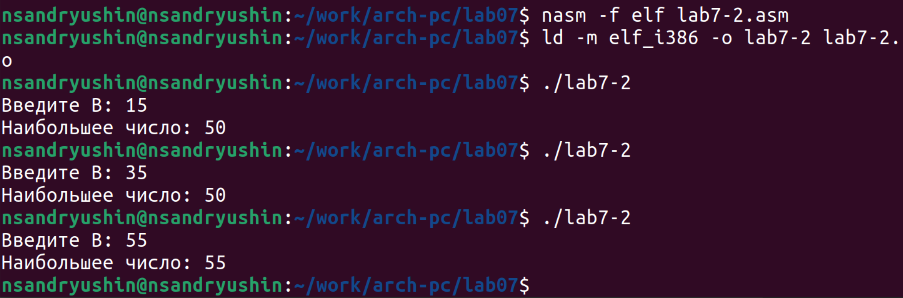 nsandryushin@nsandryushin:~/work/arch-pc/lab07$ nasm -f elf lab7-2.asm
nsandryushin@nsandryushin:~/work/arch-pc/lab07$ ld -m elf_i386 -o lab7-2 lab7-2.
o
nsandryushin@nsandryushin:~/work/arch-pc/lab07$ ./lab7-2
Введите B: 15
Наибольшее число: 50
nsandryushin@nsandryushin:~/work/arch-pc/lab07$ ./lab7-2
Введите B: 35
Наибольшее число: 50
nsandryushin@nsandryushin:~/work/arch-pc/lab07$ ./lab7-2
Введите B: 55
Наибольшее число: 55
nsandryushin@nsandryushin:~/work/arch-pc/lab07$